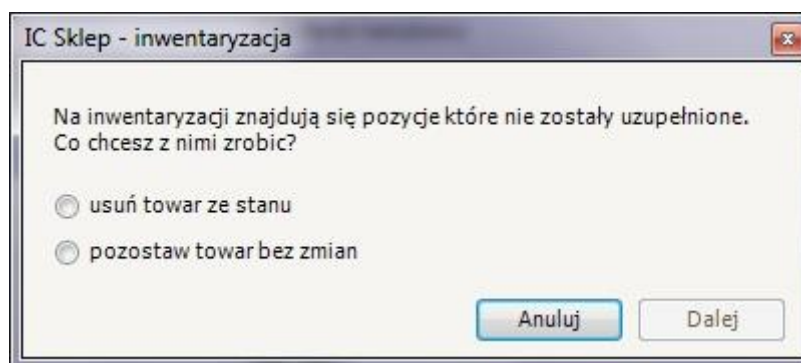 IC Sklep - inwentaryzacja
Na inwentaryzacji znajdują się pozycje które nie zostały uzupełnione.
Co chcesz z nimi zrobic?
usuń towar ze stanu
pozostaw towar bez zmian
Anuluj Dalej